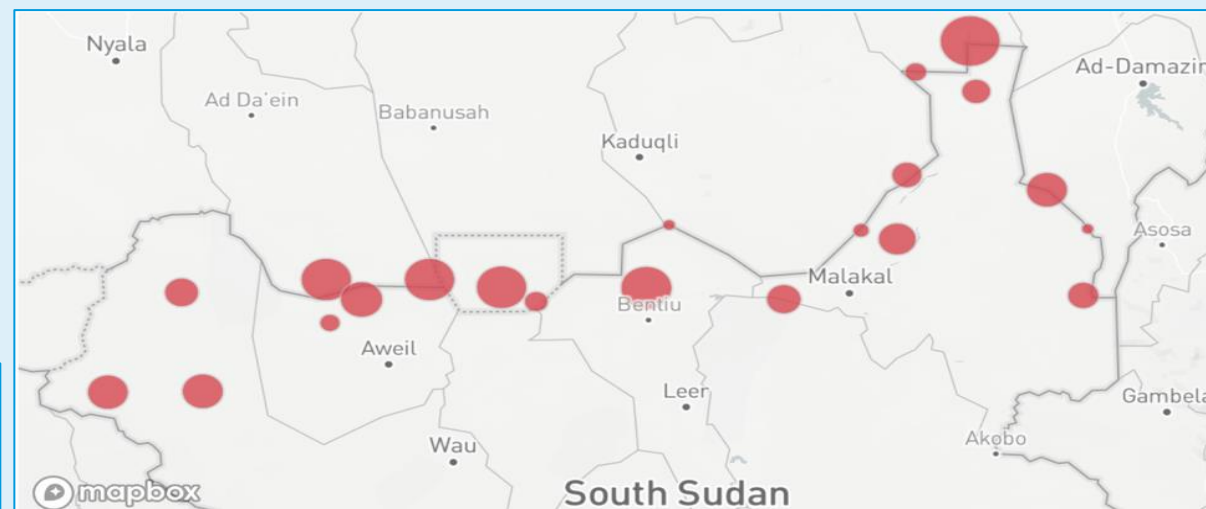 Nyala
Ad Da'ein
Babanusah
Kaduqli
Ad-Damazin
Asosa
Malakal
Bentiu
Aweil
Leer
Gambela
Wau
Akobo
South Sudan
mapbox